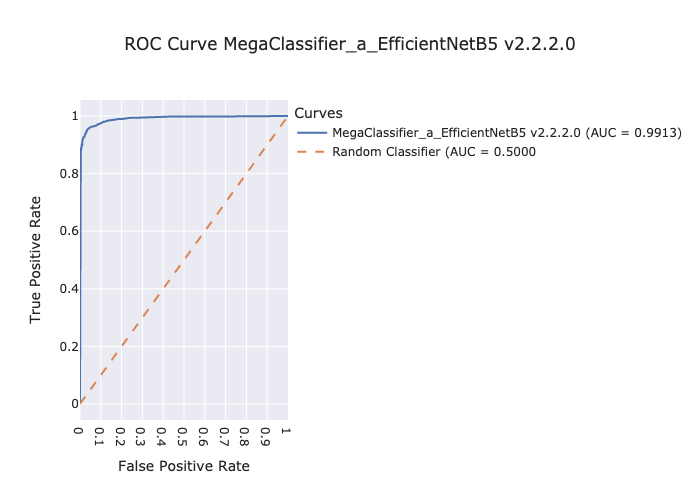 ROC Curve MegaClassifier_a_EfficientNetB5 v2.2.2.0
Curves
MegaClassifier_a_EfficientNetB5 v2.2.2.0 (AUC = 0.9913)
Random Classifier (AUC = 0.5000
True Positive Rate
1
0.8
0.6
0.4
0.2
0
0 0.1 0.2 0.3 0.4 0.5 0.6 0.7 0.8 0.9 1
False Positive Rate